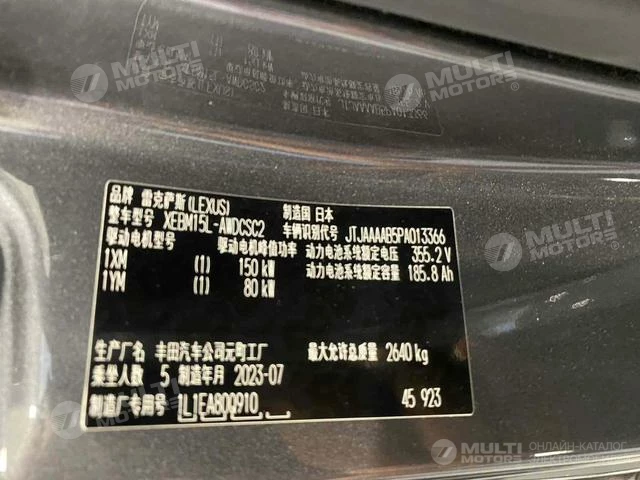 MULTI MOTORS
MULTI MOTORS
品牌 雷克萨斯(LEXUS) 制造国 日本
整车型号 XEBM15L-AWDCSC2 车辆识别代号 JTJAAAAB5PA013366
驱动电机型号 驱动电机峰值功率 动力电池系统额定电压 355.2 V
1XM (1) 150 kW 动力电池系统额定容量 185.8 Ah
1YM (1) 80 kW
生产厂名 丰田汽车公司元町工厂 最大允许总质量 2640 kg
乘坐人数 5 制造年月 2023-07
制造厂专用号 45 923
MULTI MOTORS
MULTI MOTORS ОНЛАЙН-КАТАЛОГ